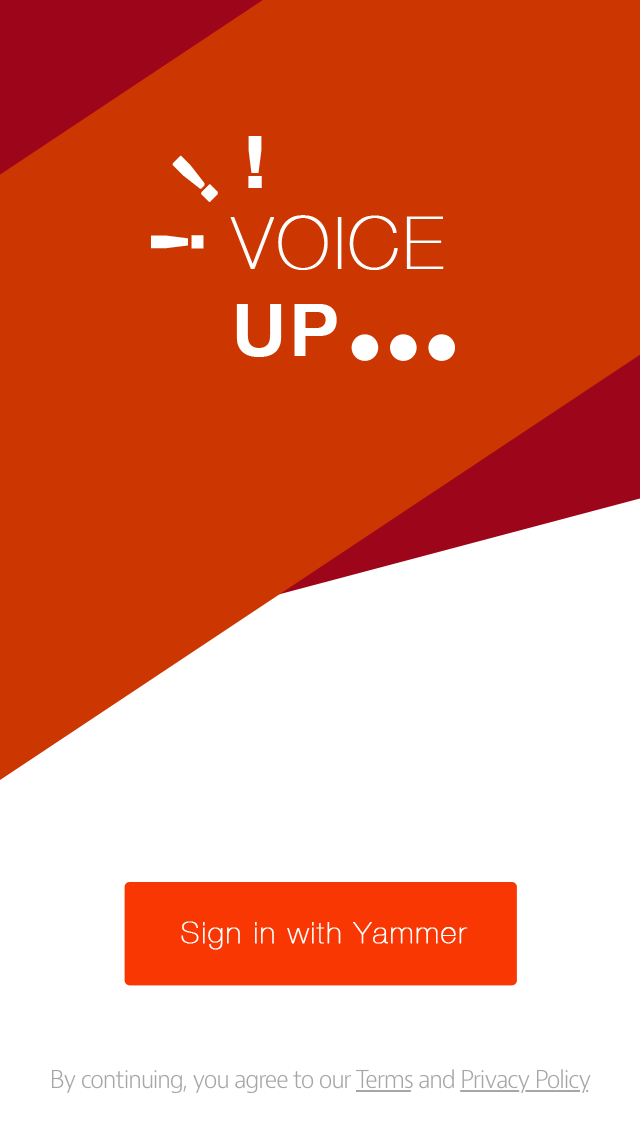 VOICE
UP...
Sign in with Yammer
By continuing, you agree to our Terms and Privacy Policy